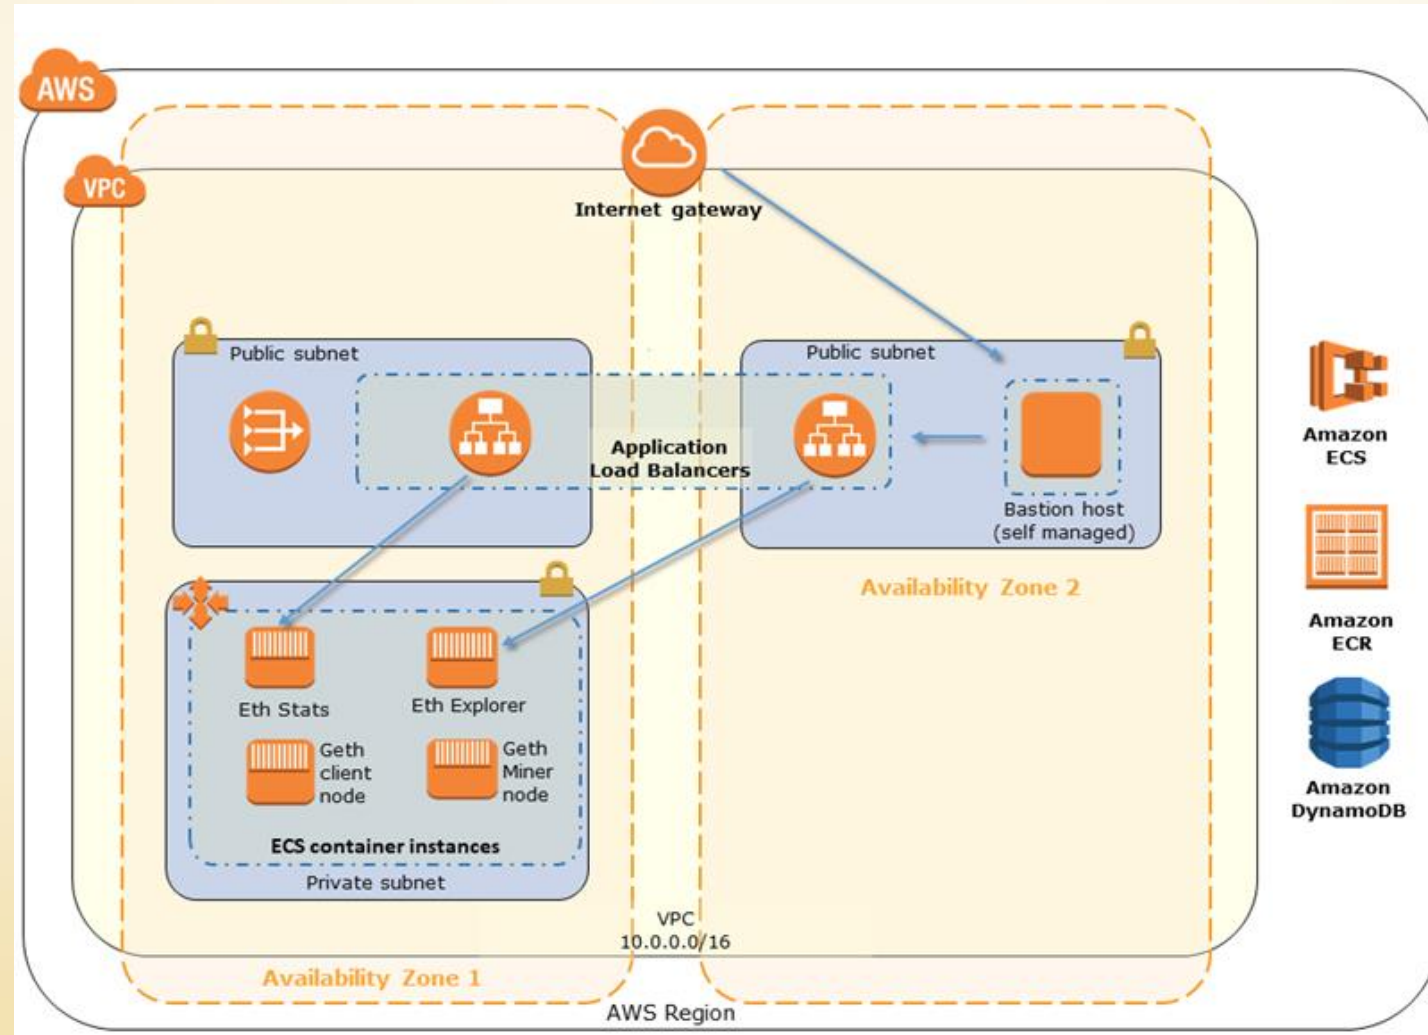 AWS
VPC
Internet gateway
Public subnet
Public subnet
Application
Load Balancers
Bastion host
(self managed)
Availability Zone 2
Eth Stats
Eth Explorer
Geth
client
node
Geth
Miner
node
ECS container instances
Private subnet
VPC
10.0.0.0/16
Availability Zone 1
AWS Region
Amazon
ECS
Amazon
ECR
Amazon
DynamoDB